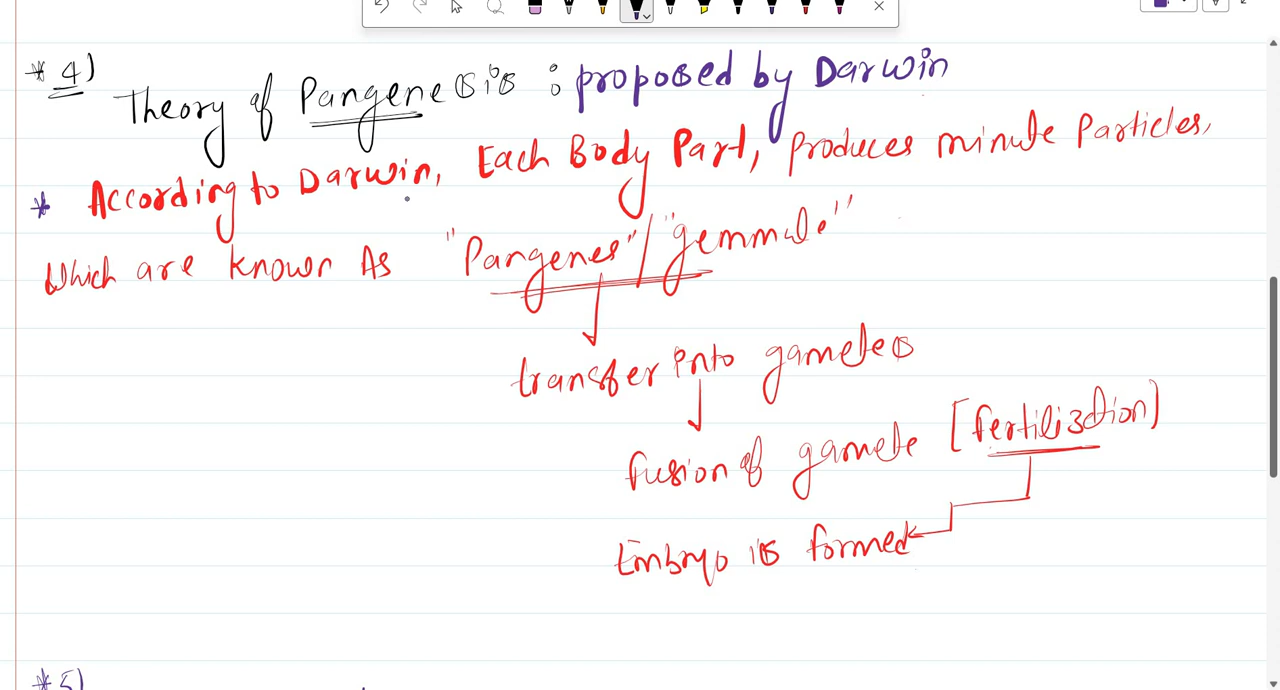 * 4)
Theory of Pangenesis : proposed by Darwin
* According to Darwin, Each Body Part, produces minute Particles,
Which are known As "Pangenes"/"gemmule"
transfer into gametes
fusion of gamete [fertilization]
Embryo is formed
* 5)